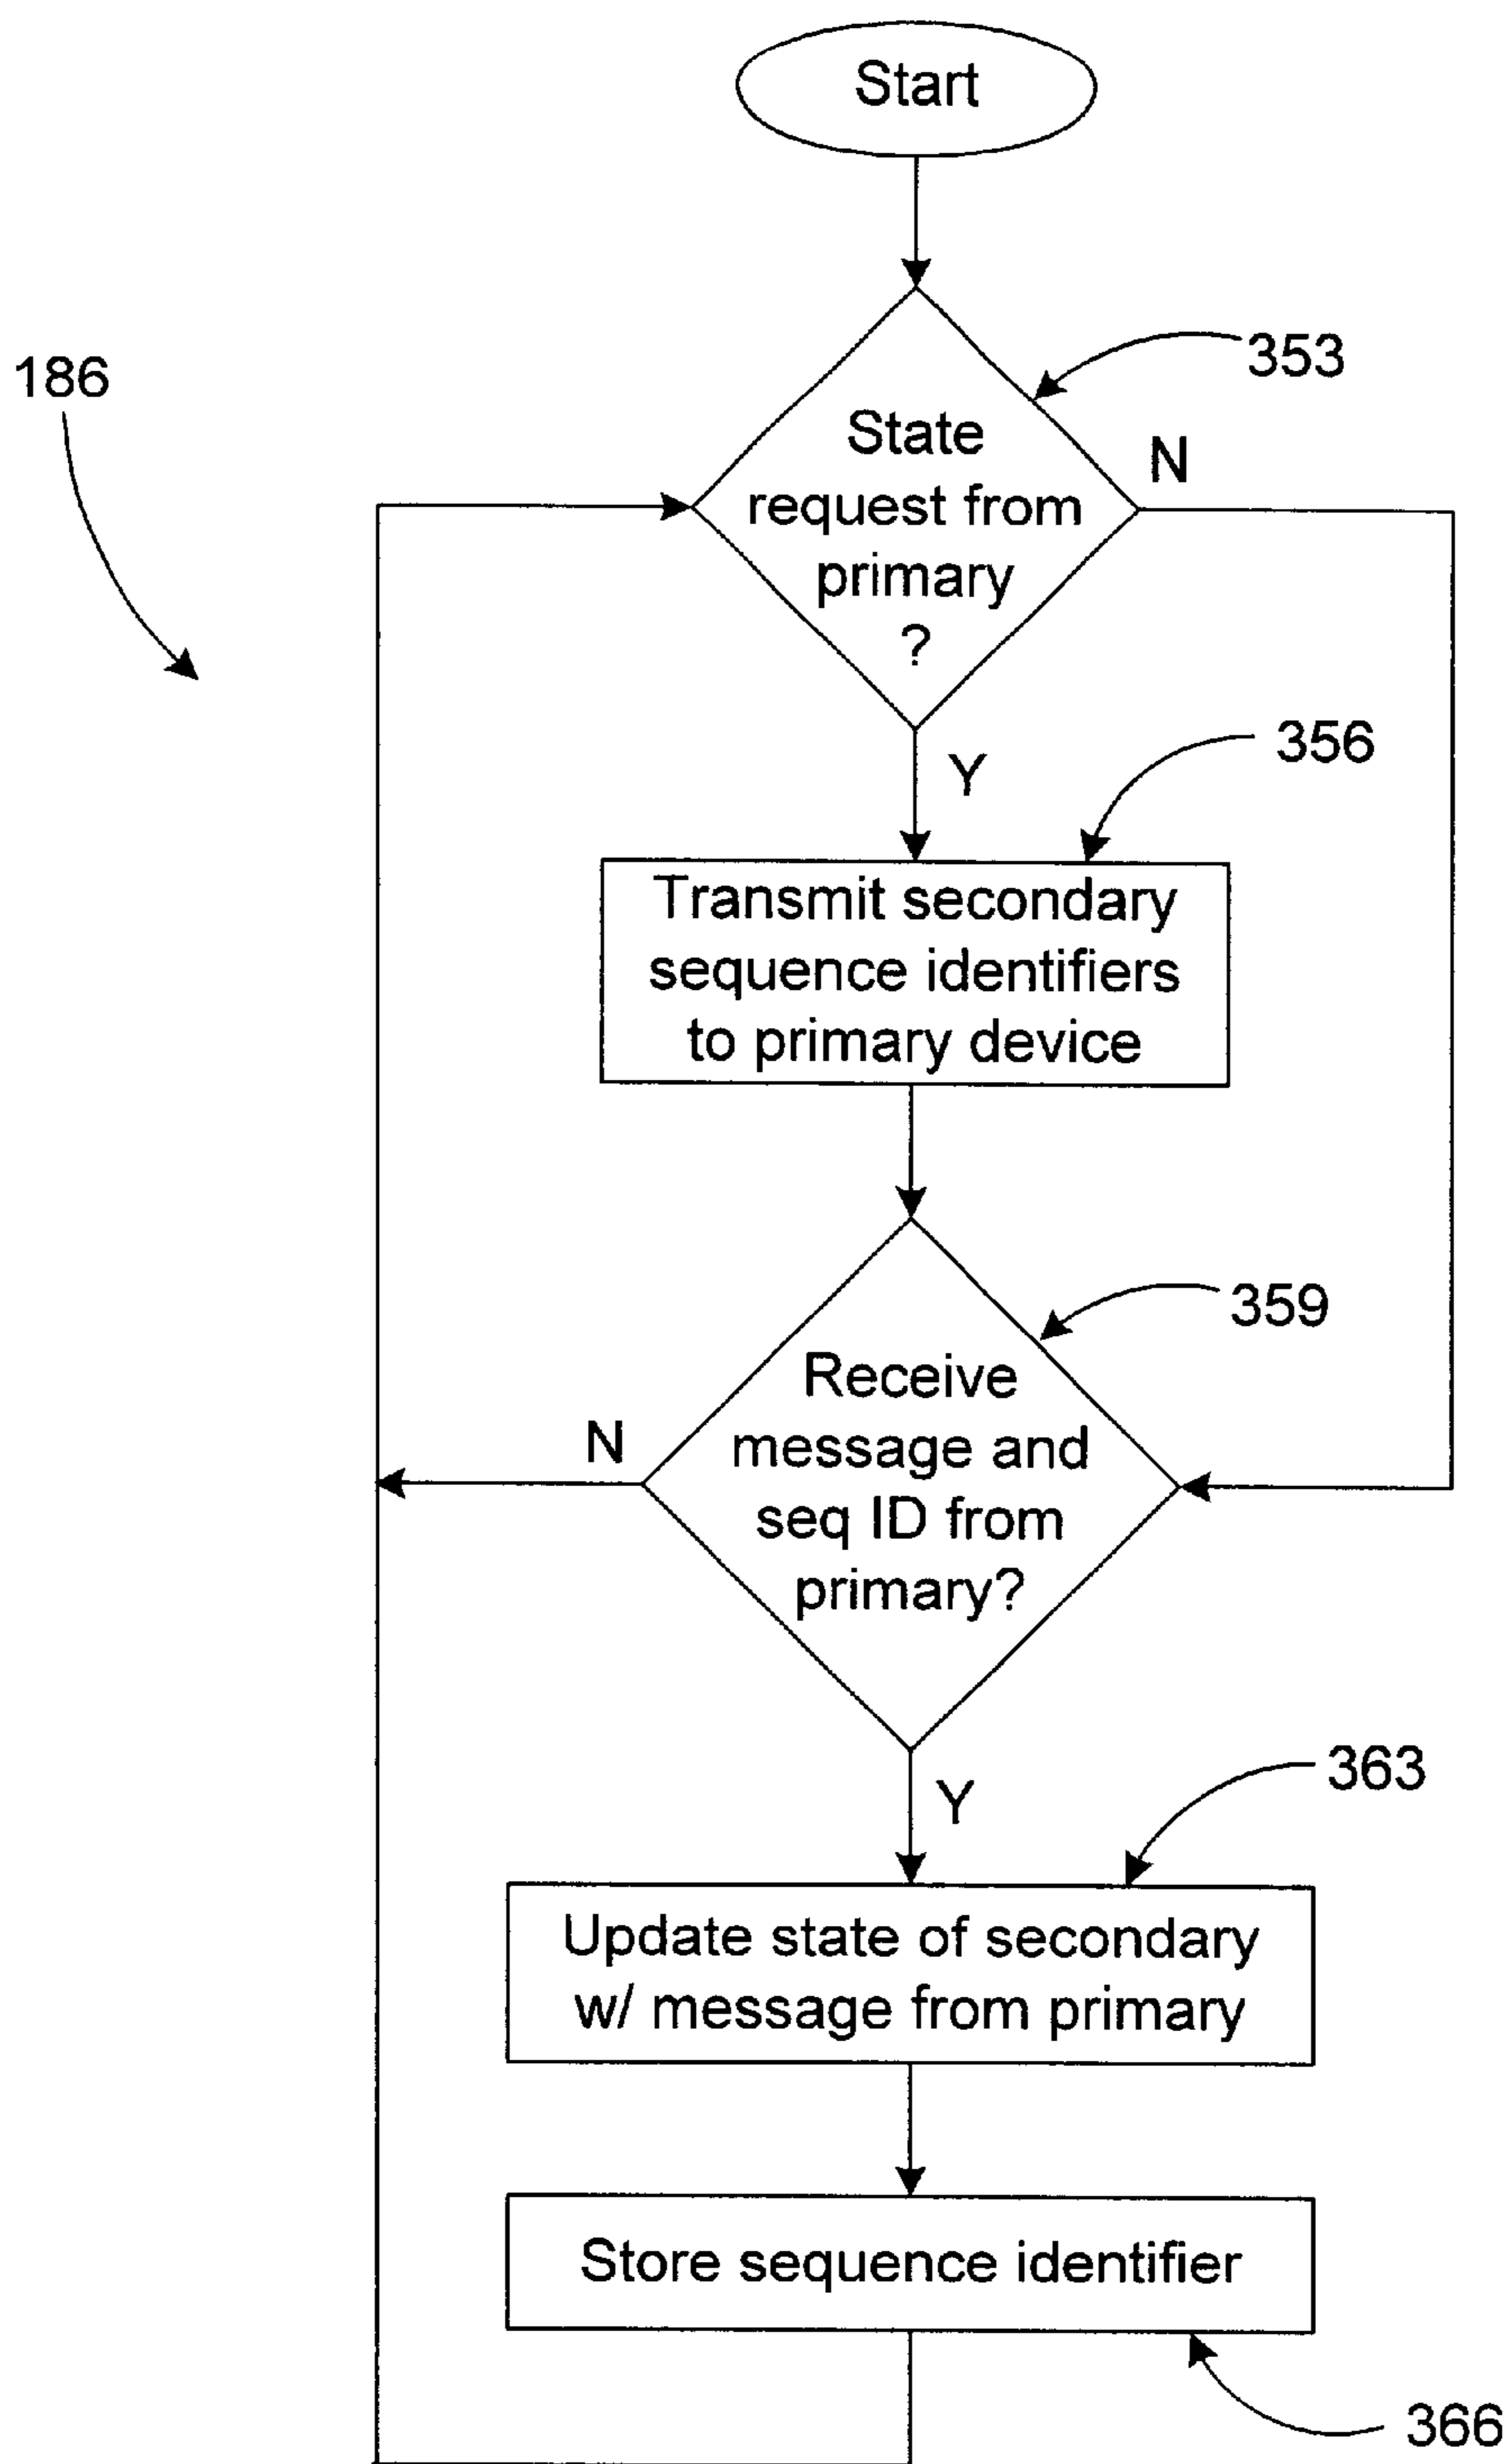 Start
353
186
State
request from
primary
?
N
Y
356
Transmit secondary
sequence identifiers
to primary device
359
Receive
message and
seq ID from
primary?
N
Y
363
Update state of secondary
w/ message from primary
Store sequence identifier
366